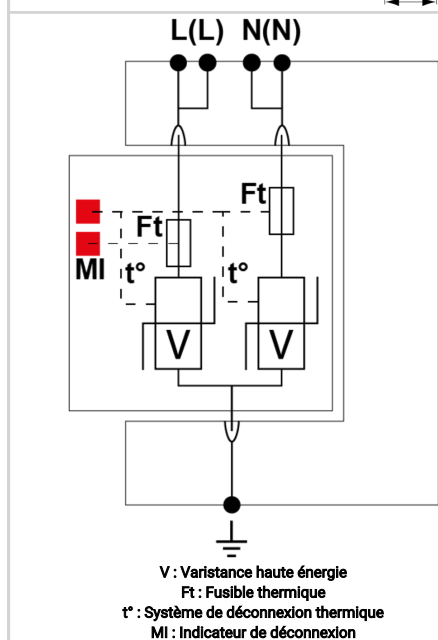 L(L) N(N)
Ft
Ft
MI
t°
t°
V
V
V : Varistance haute énergie
Ft : Fusible thermique
t° : Système de déconnexion thermique
MI : Indicateur de déconnexion